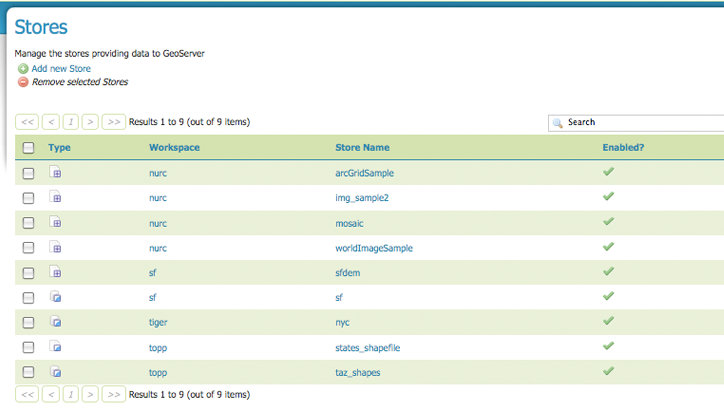 Stores
Manage the stores providing data to GeoServer
Add new Store
Remove selected Stores
<< < 1 > >> Results 1 to 9 (out of 9 items) Search
Type Workspace Store Name Enabled?
nurc arcGridSample
nurc img_sample2
nurc mosaic
nurc worldImageSample
sf sfdem
sf sf
tiger nyc
topp states_shapefile
topp taz_shapes
<< < 1 > >> Results 1 to 9 (out of 9 items)